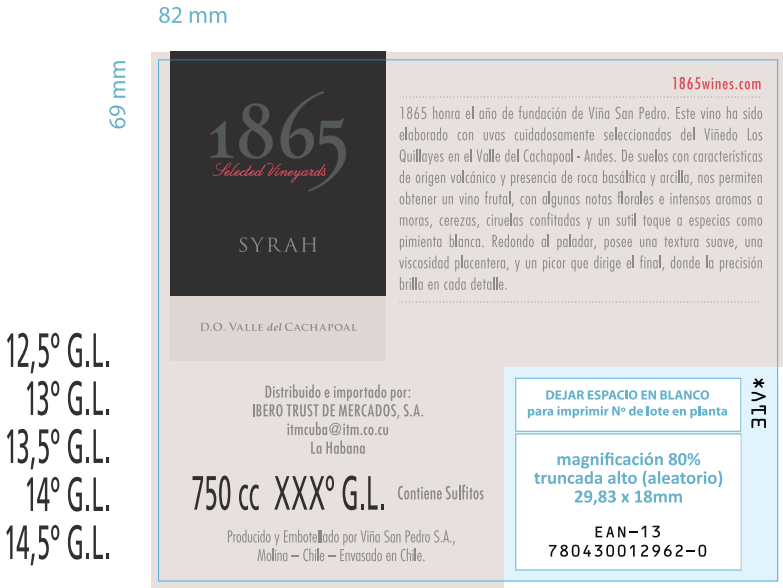 82 mm
69 mm
1865
Selected Vineyards
SYRAH
D.O. VALLE del CACHAPOAL
1865wines.com
1865 honra el año de fundación de Viña San Pedro. Este vino ha sido
elaborado con uvas cuidadosamente seleccionadas del Viñedo Los
Quillayes en el Valle del Cachapoal - Andes. De suelos con características
de origen volcánico y presencia de roca basáltica y arcilla, nos permiten
obtener un vino frutal, con algunas notas florales e intensos aromas a
moras, cerezas, ciruelas confitadas y un sutil toque a especias como
pimienta blanca. Redondo al paladar, posee una textura suave, una
viscosidad placentera, y un picor que dirige el final, donde la precisión
brilla en cada detalle.
12,5° G.L.
13° G.L.
13,5° G.L.
14° G.L.
14,5° G.L.
Distribuido e importado por:
IBERO TRUST DE MERCADOS, S.A.
itmcuba@itm.co.cu
La Habana
750 cc XXX° G.L. Contiene Sulfitos
Producido y Embotellado por Viña San Pedro S.A.,
Molina – Chile – Envasado en Chile.
DEJAR ESPACIO EN BLANCO
para imprimir Nº de lote en planta
magnificación 80%
truncada alto (aleatorio)
29,83 x 18mm
EAN-13
780430012962-0